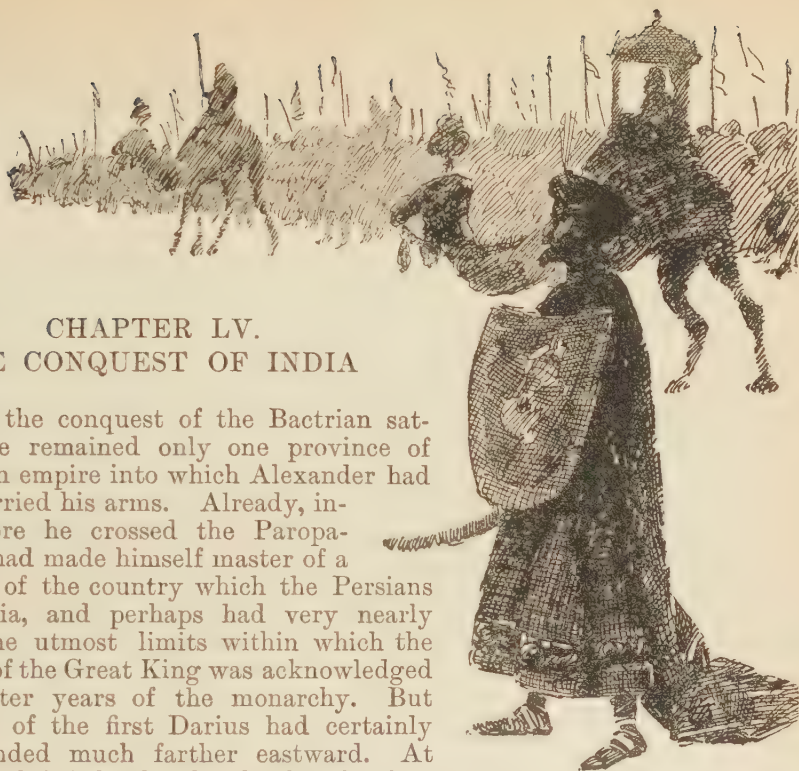 CHAPTER LV.
CONQUEST OF INDIA
the conquest of the Bactrian sat-
remained only one province of
empire into which Alexander had
his arms. Already, in-
he crossed the Paropa-
had made himself master of a
of the country which the Persians
and perhaps had very nearly
utmost limits within which the
of the Great King was acknowledged
years of the monarchy. But
of the first Darius had certainly
much farther eastward. At